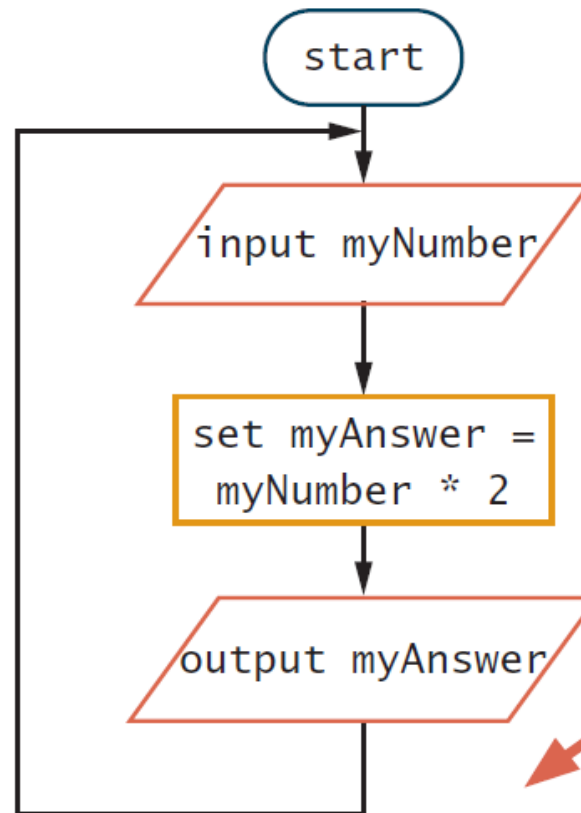 start
input myNumber
set myAnswer =
myNumber * 2
output myAnswer